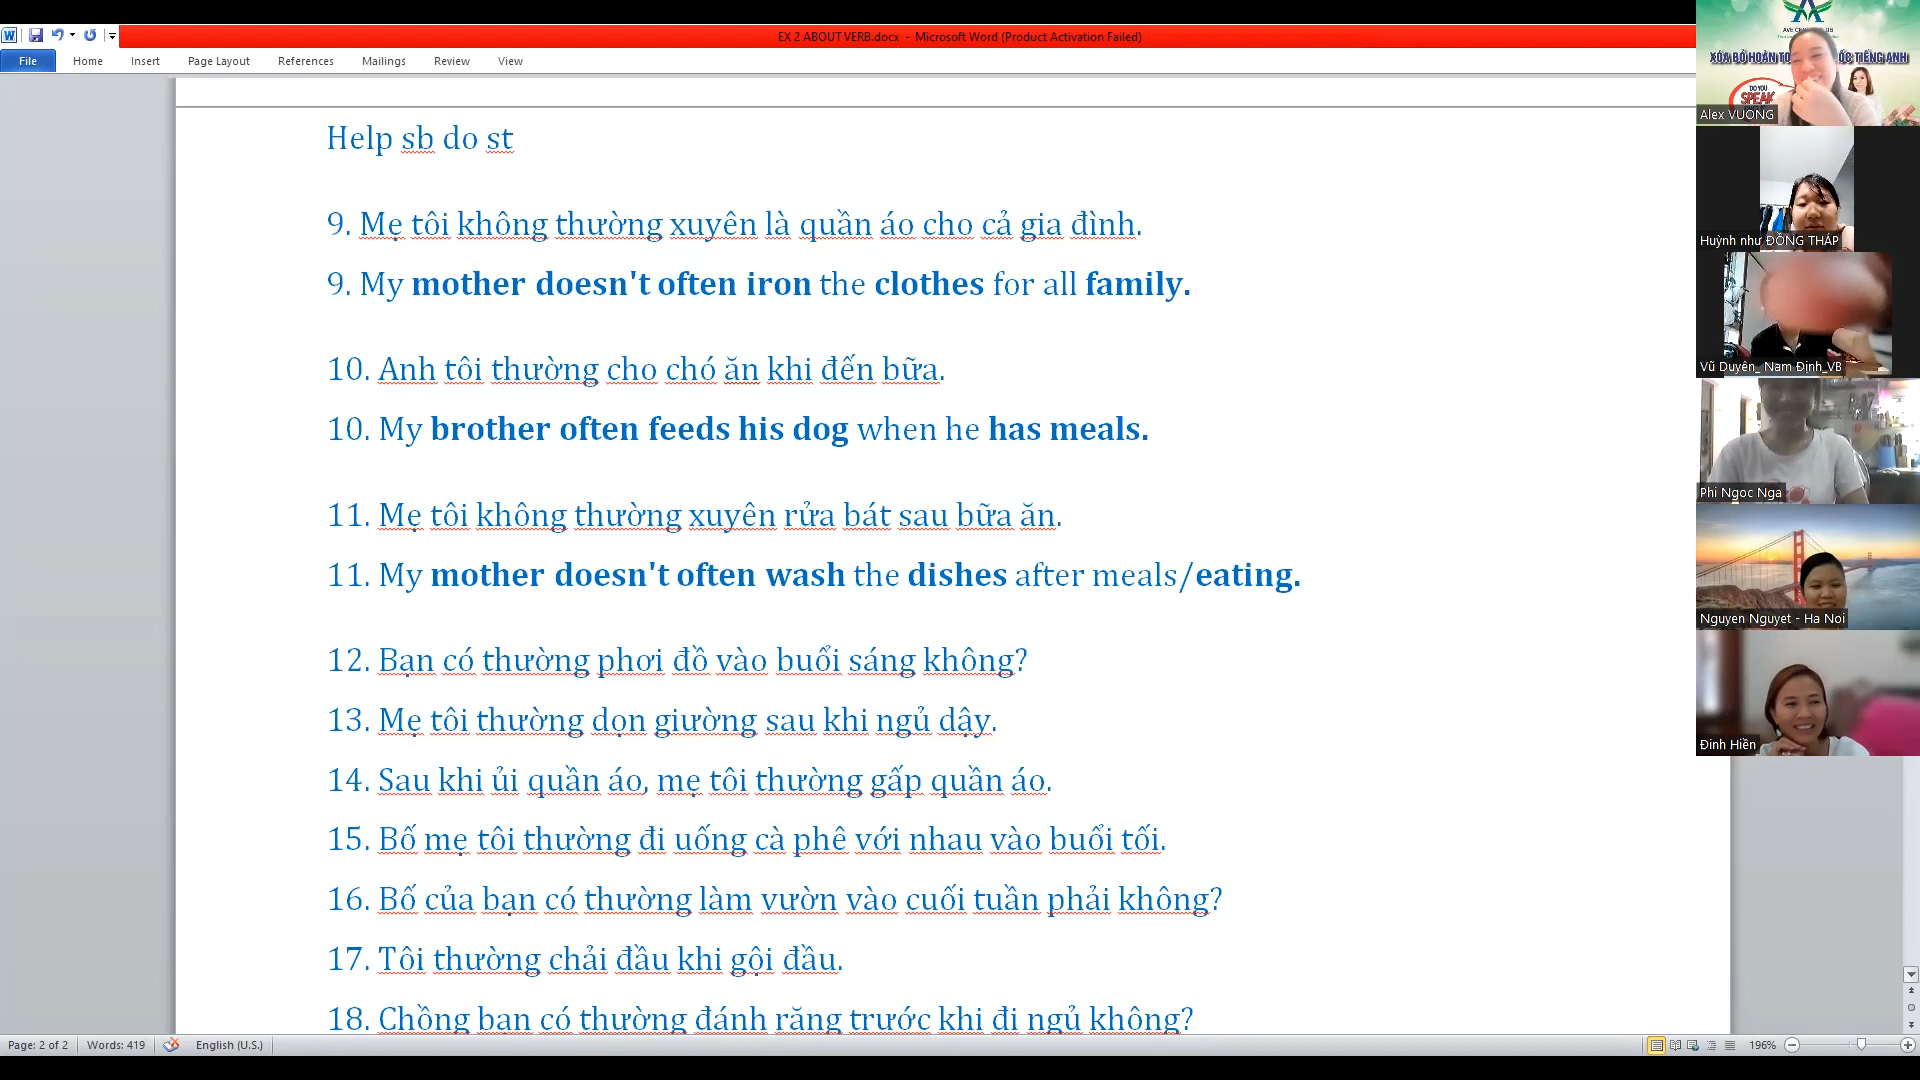 EX 2 ABOUT VERB.docx - Microsoft Word (Product Activation Failed)
File Home Insert Page Layout References Mailings Review View
Help sb do st
9. Mẹ tôi không thường xuyên là quần áo cho cả gia đình.
9. My mother doesn't often iron the clothes for all family.
10. Anh tôi thường cho chó ăn khi đến bữa.
10. My brother often feeds his dog when he has meals.
11. Mẹ tôi không thường xuyên rửa bát sau bữa ăn.
11. My mother doesn't often wash the dishes after meals/eating.
12. Bạn có thường phơi đồ vào buổi sáng không?
13. Mẹ tôi thường dọn giường sau khi ngủ dậy.
14. Sau khi ủi quần áo, mẹ tôi thường gấp quần áo.
15. Bố mẹ tôi thường đi uống cà phê với nhau vào buổi tối.
16. Bố của bạn có thường làm vườn vào cuối tuần phải không?
17. Tôi thường chải đầu khi gội đầu.
18. Chồng bạn có thường đánh răng trước khi đi ngủ không?
Page: 2 of 2 Words: 419 English (U.S.) 196%
XÓA BỎ HOÀN TO ỐC TIẾNG ANH
DO YOU
SPEAK
Alex VUONG
Huỳnh như ĐỒNG THÁP
Vũ Duyên_ Nam Định_VB
Phi Ngoc Nga
Nguyen Nguyet - Ha Noi
Đinh Hiền